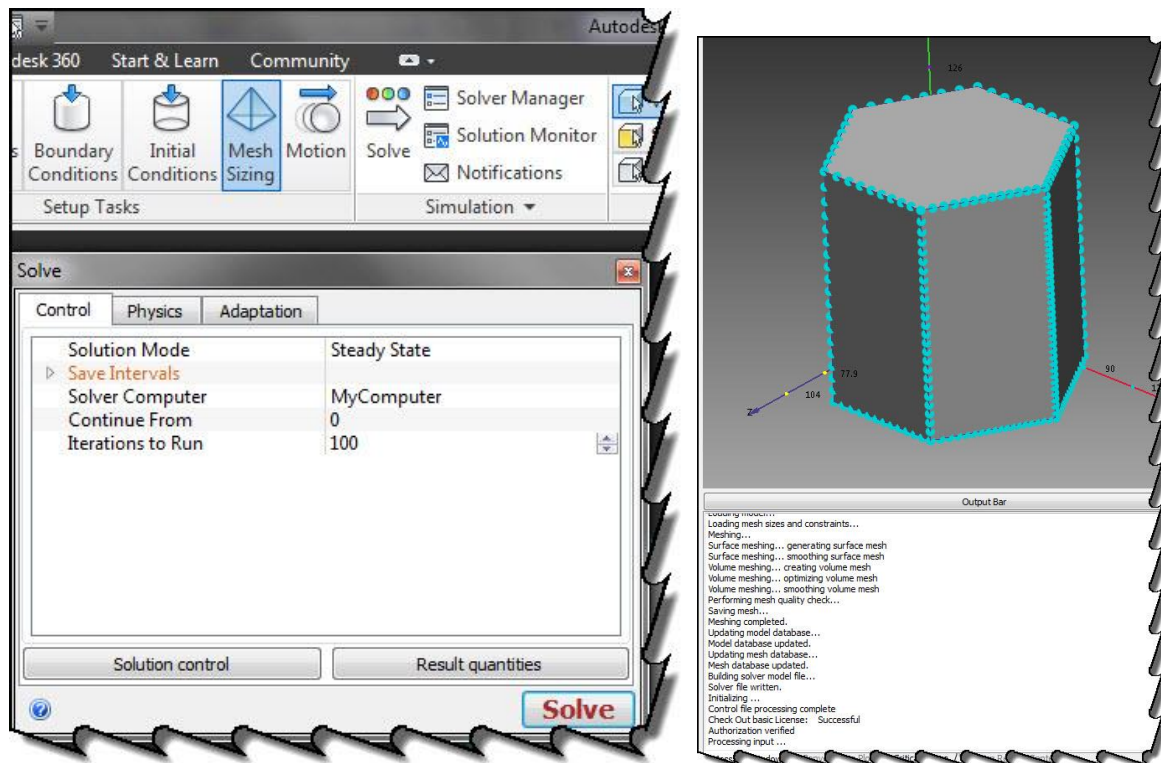 Autodes
desk 360 Start & Learn Community
Boundary Conditions
Initial Conditions
Mesh Sizing
Motion
Solve
Solver Manager
Solution Monitor
Notifications
Setup Tasks
Simulation
Solve
Control Physics Adaptation
Solution Mode Steady State
Save Intervals
Solver Computer MyComputer
Continue From 0
Iterations to Run 100
Solution control Result quantities
Solve
126
77.9
104
Z
90
Output Bar
Loading model...
Loading mesh sizes and constraints...
Meshing...
Surface meshing... generating surface mesh
Surface meshing... smoothing surface mesh
Volume meshing... creating volume mesh
Volume meshing... optimizing volume mesh
Volume meshing... smoothing volume mesh
Performing mesh quality check...
Saving mesh...
Meshing completed.
Updating model database...
Model database updated.
Updating mesh database...
Mesh database updated.
Building solver model file...
Solver file written.
Initializing ...
Control file processing complete
Check Out basic License: Successful
Authorization verified
Processing input ...